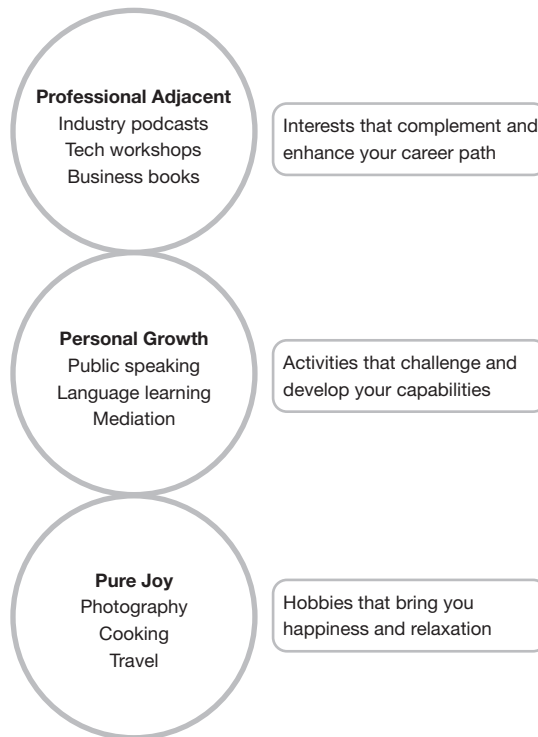 Professional Adjacent
Industry podcasts
Tech workshops
Business books
Interests that complement and
enhance your career path
Personal Growth
Public speaking
Language learning
Mediation
Activities that challenge and
develop your capabilities
Pure Joy
Photography
Cooking
Travel
Hobbies that bring you
happiness and relaxation